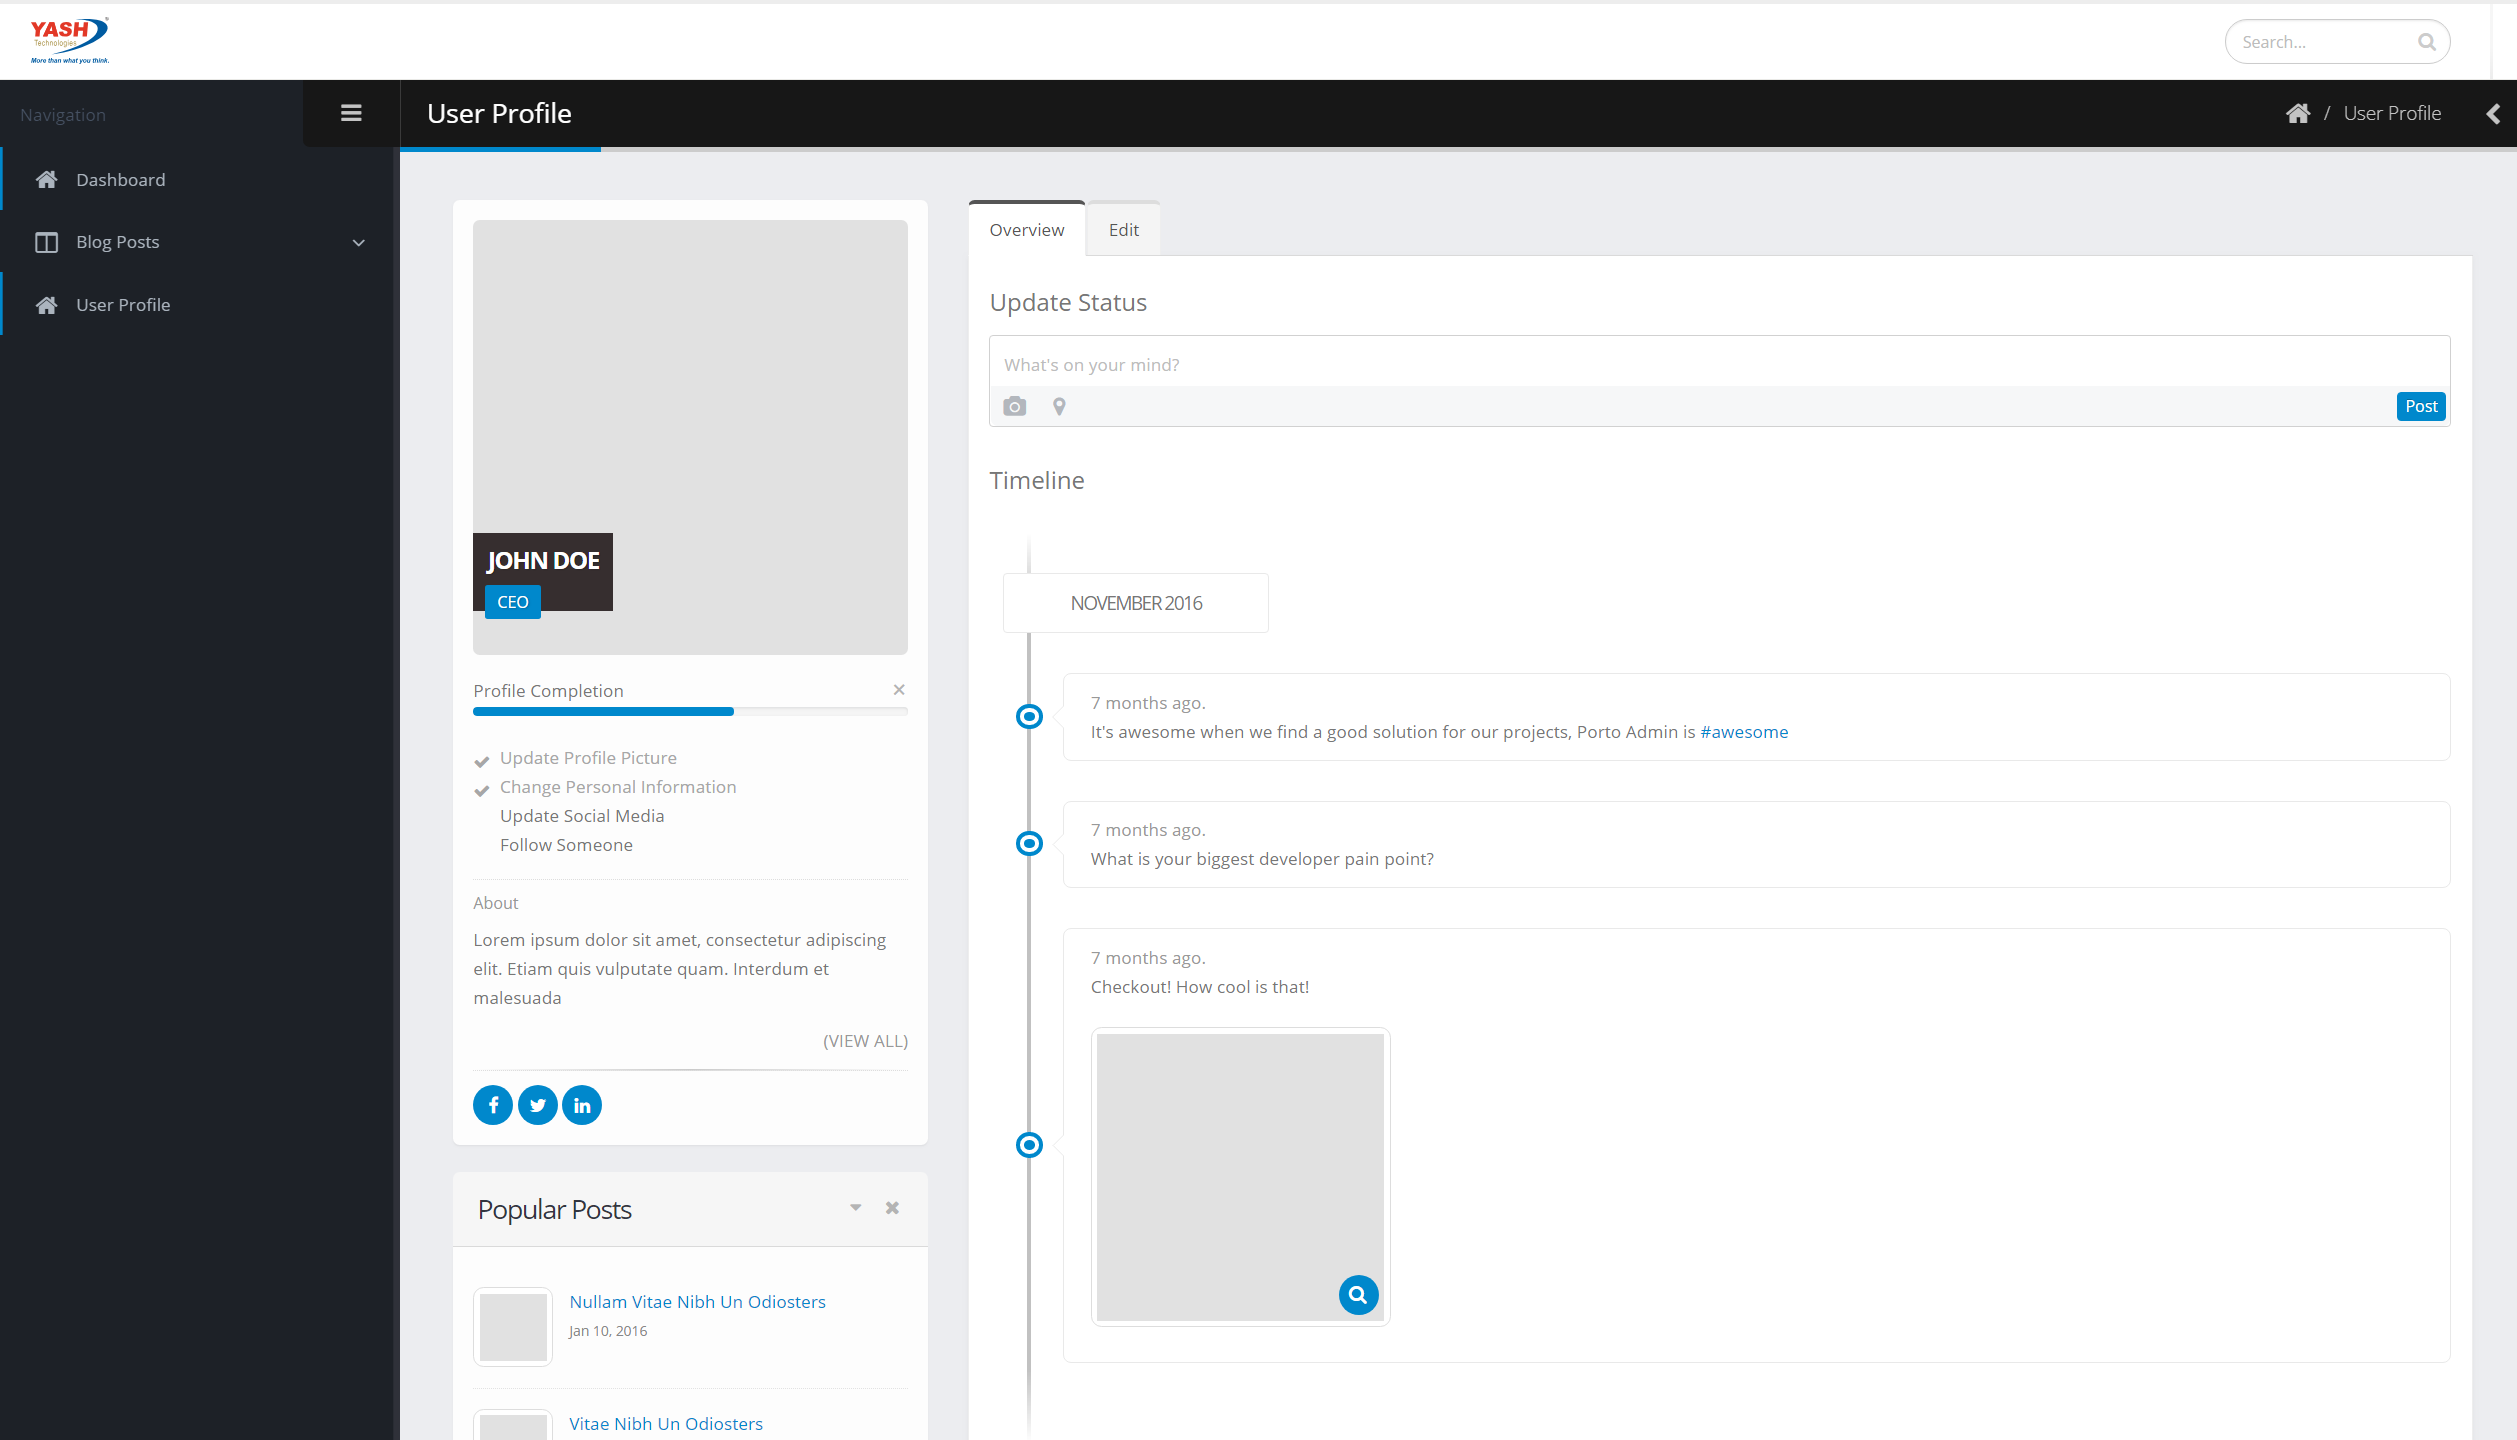 YASH
Technologies
More than what you think.
Search...
Navigation
User Profile
/ User Profile
Dashboard
Blog Posts
User Profile
JOHN DOE
CEO
Profile Completion
Update Profile Picture
Change Personal Information
Update Social Media
Follow Someone
About
Lorem ipsum dolor sit amet, consectetur adipiscing
elit. Etiam quis vulputate quam. Interdum et
malesuada
(VIEW ALL)
Popular Posts
Nullam Vitae Nibh Un Odiosters
Jan 10, 2016
Vitae Nibh Un Odiosters
Overview
Edit
Update Status
What's on your mind?
Post
Timeline
NOVEMBER 2016
7 months ago.
It's awesome when we find a good solution for our projects, Porto Admin is #awesome
7 months ago.
What is your biggest developer pain point?
7 months ago.
Checkout! How cool is that!